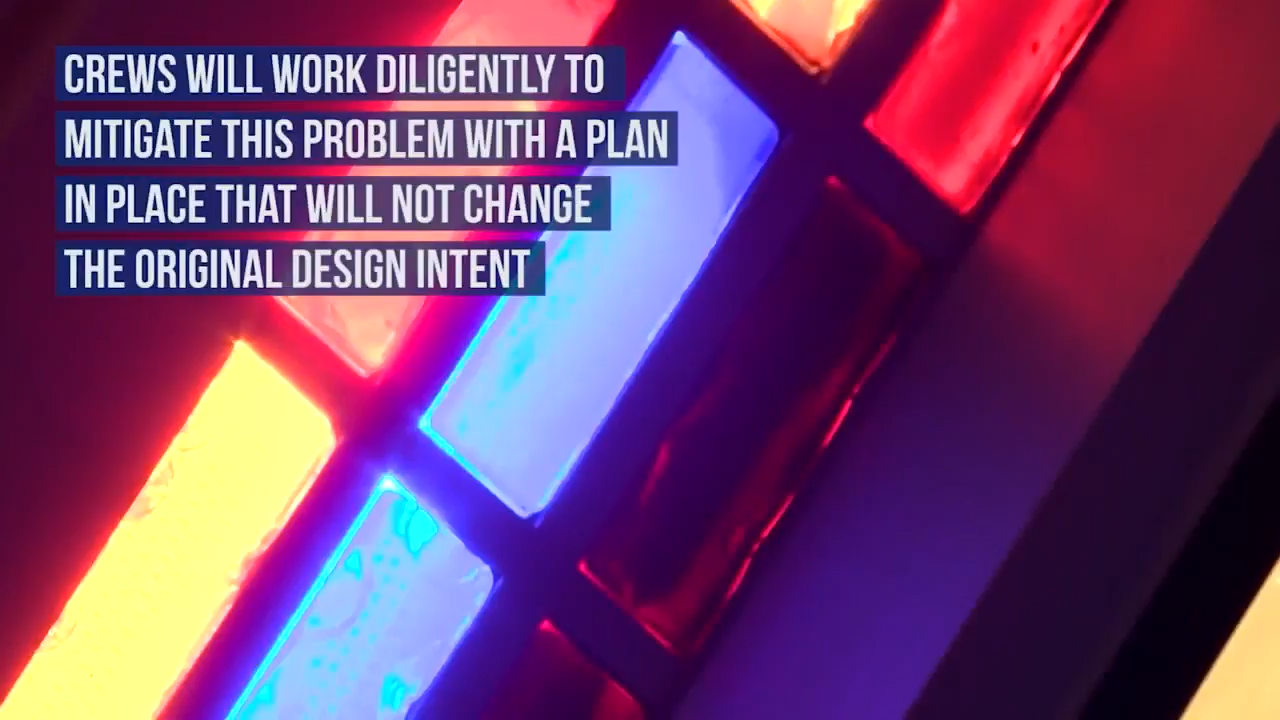 CREWS WILL WORK DILIGENTLY TO
MITIGATE THIS PROBLEM WITH A PLAN
IN PLACE THAT WILL NOT CHANGE
THE ORIGINAL DESIGN INTENT